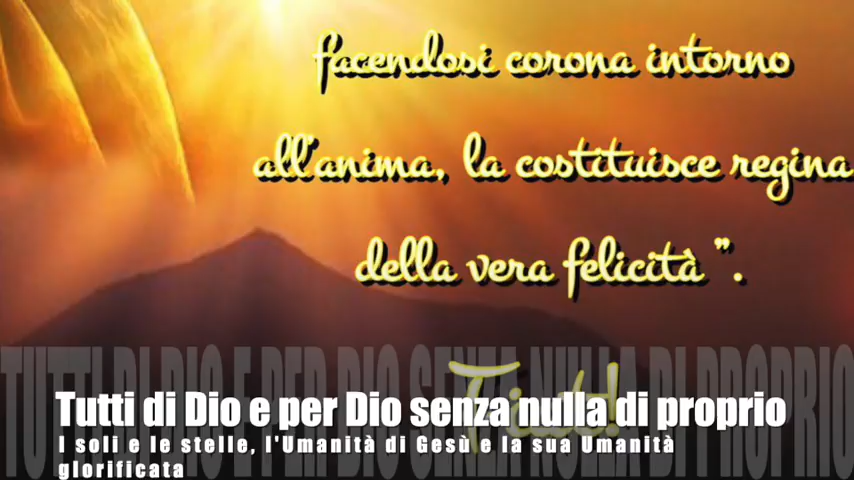 facendosi corona intorno
all'anima, la costituisce regina
della vera felicità ".
Fiat!
TUTTI DI DIO E PER DIO SENZA NULLA DI PROPRIO
Tutti di Dio e per Dio senza nulla di proprio
I soli e le stelle, l'Umanità di Gesù e la sua Umanità
glorificata